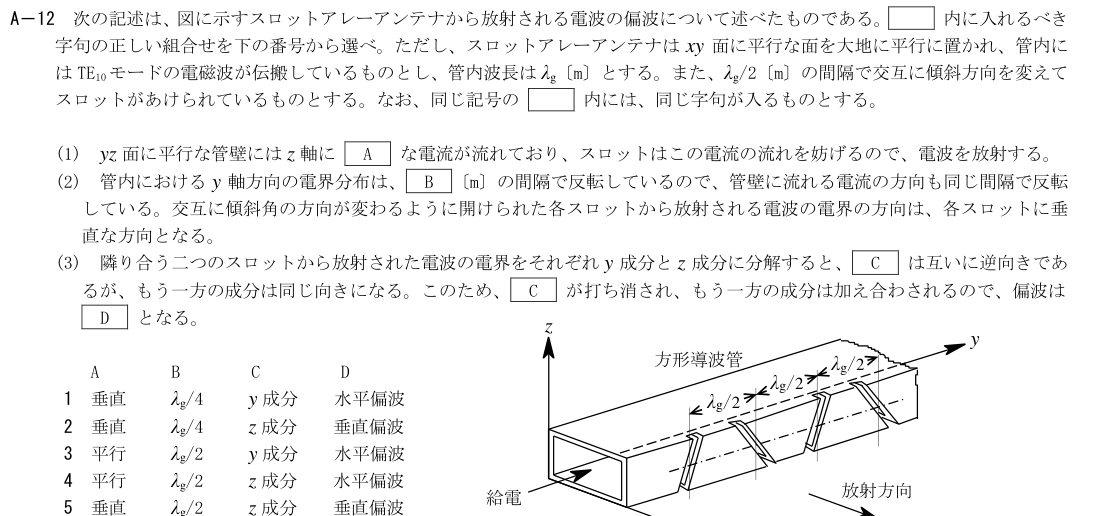 A－12 次の記述は、図に示すスロットアレーアンテナから放射される電波の偏波について述べたものである。 内に入れるべき
字句の正しい組合せを下の番号から選べ。ただし、スロットアレーアンテナは xy 面に平行な面を大地に平行に置かれ、管内に
は TE₁₀モードの電磁波が伝搬しているものとし、管内波長は λg〔m〕とする。また、λg/2〔m〕の間隔で交互に傾斜方向を変えて
スロットがあけられているものとする。なお、同じ記号の 内には、同じ字句が入るものとする。
(1) yz 面に平行な管壁には z 軸に A な電流が流れており、スロットはこの電流の流れを妨げるので、電波を放射する。
(2) 管内における y 軸方向の電界分布は、 B 〔m〕の間隔で反転しているので、管壁に流れる電流の方向も同じ間隔で反転
している。交互に傾斜角の方向が変わるように開けられた各スロットから放射される電波の電界の方向は、各スロットに垂
直な方向となる。
(3) 隣り合う二つのスロットから放射された電波の電界をそれぞれ y 成分と z 成分に分解すると、 C は互いに逆向きであ
るが、もう一方の成分は同じ向きになる。このため、 C が打ち消され、もう一方の成分は加え合わされるので、偏波は
D となる。
A B C D
1 垂直 λg/4 y 成分 水平偏波
2 垂直 λg/4 z 成分 垂直偏波
3 平行 λg/2 y 成分 水平偏波
4 平行 λg/2 z 成分 水平偏波
5 垂直 λg/2 z 成分 垂直偏波
z
y
方形導波管
λg/2
λg/2
λg/2
給電
放射方向